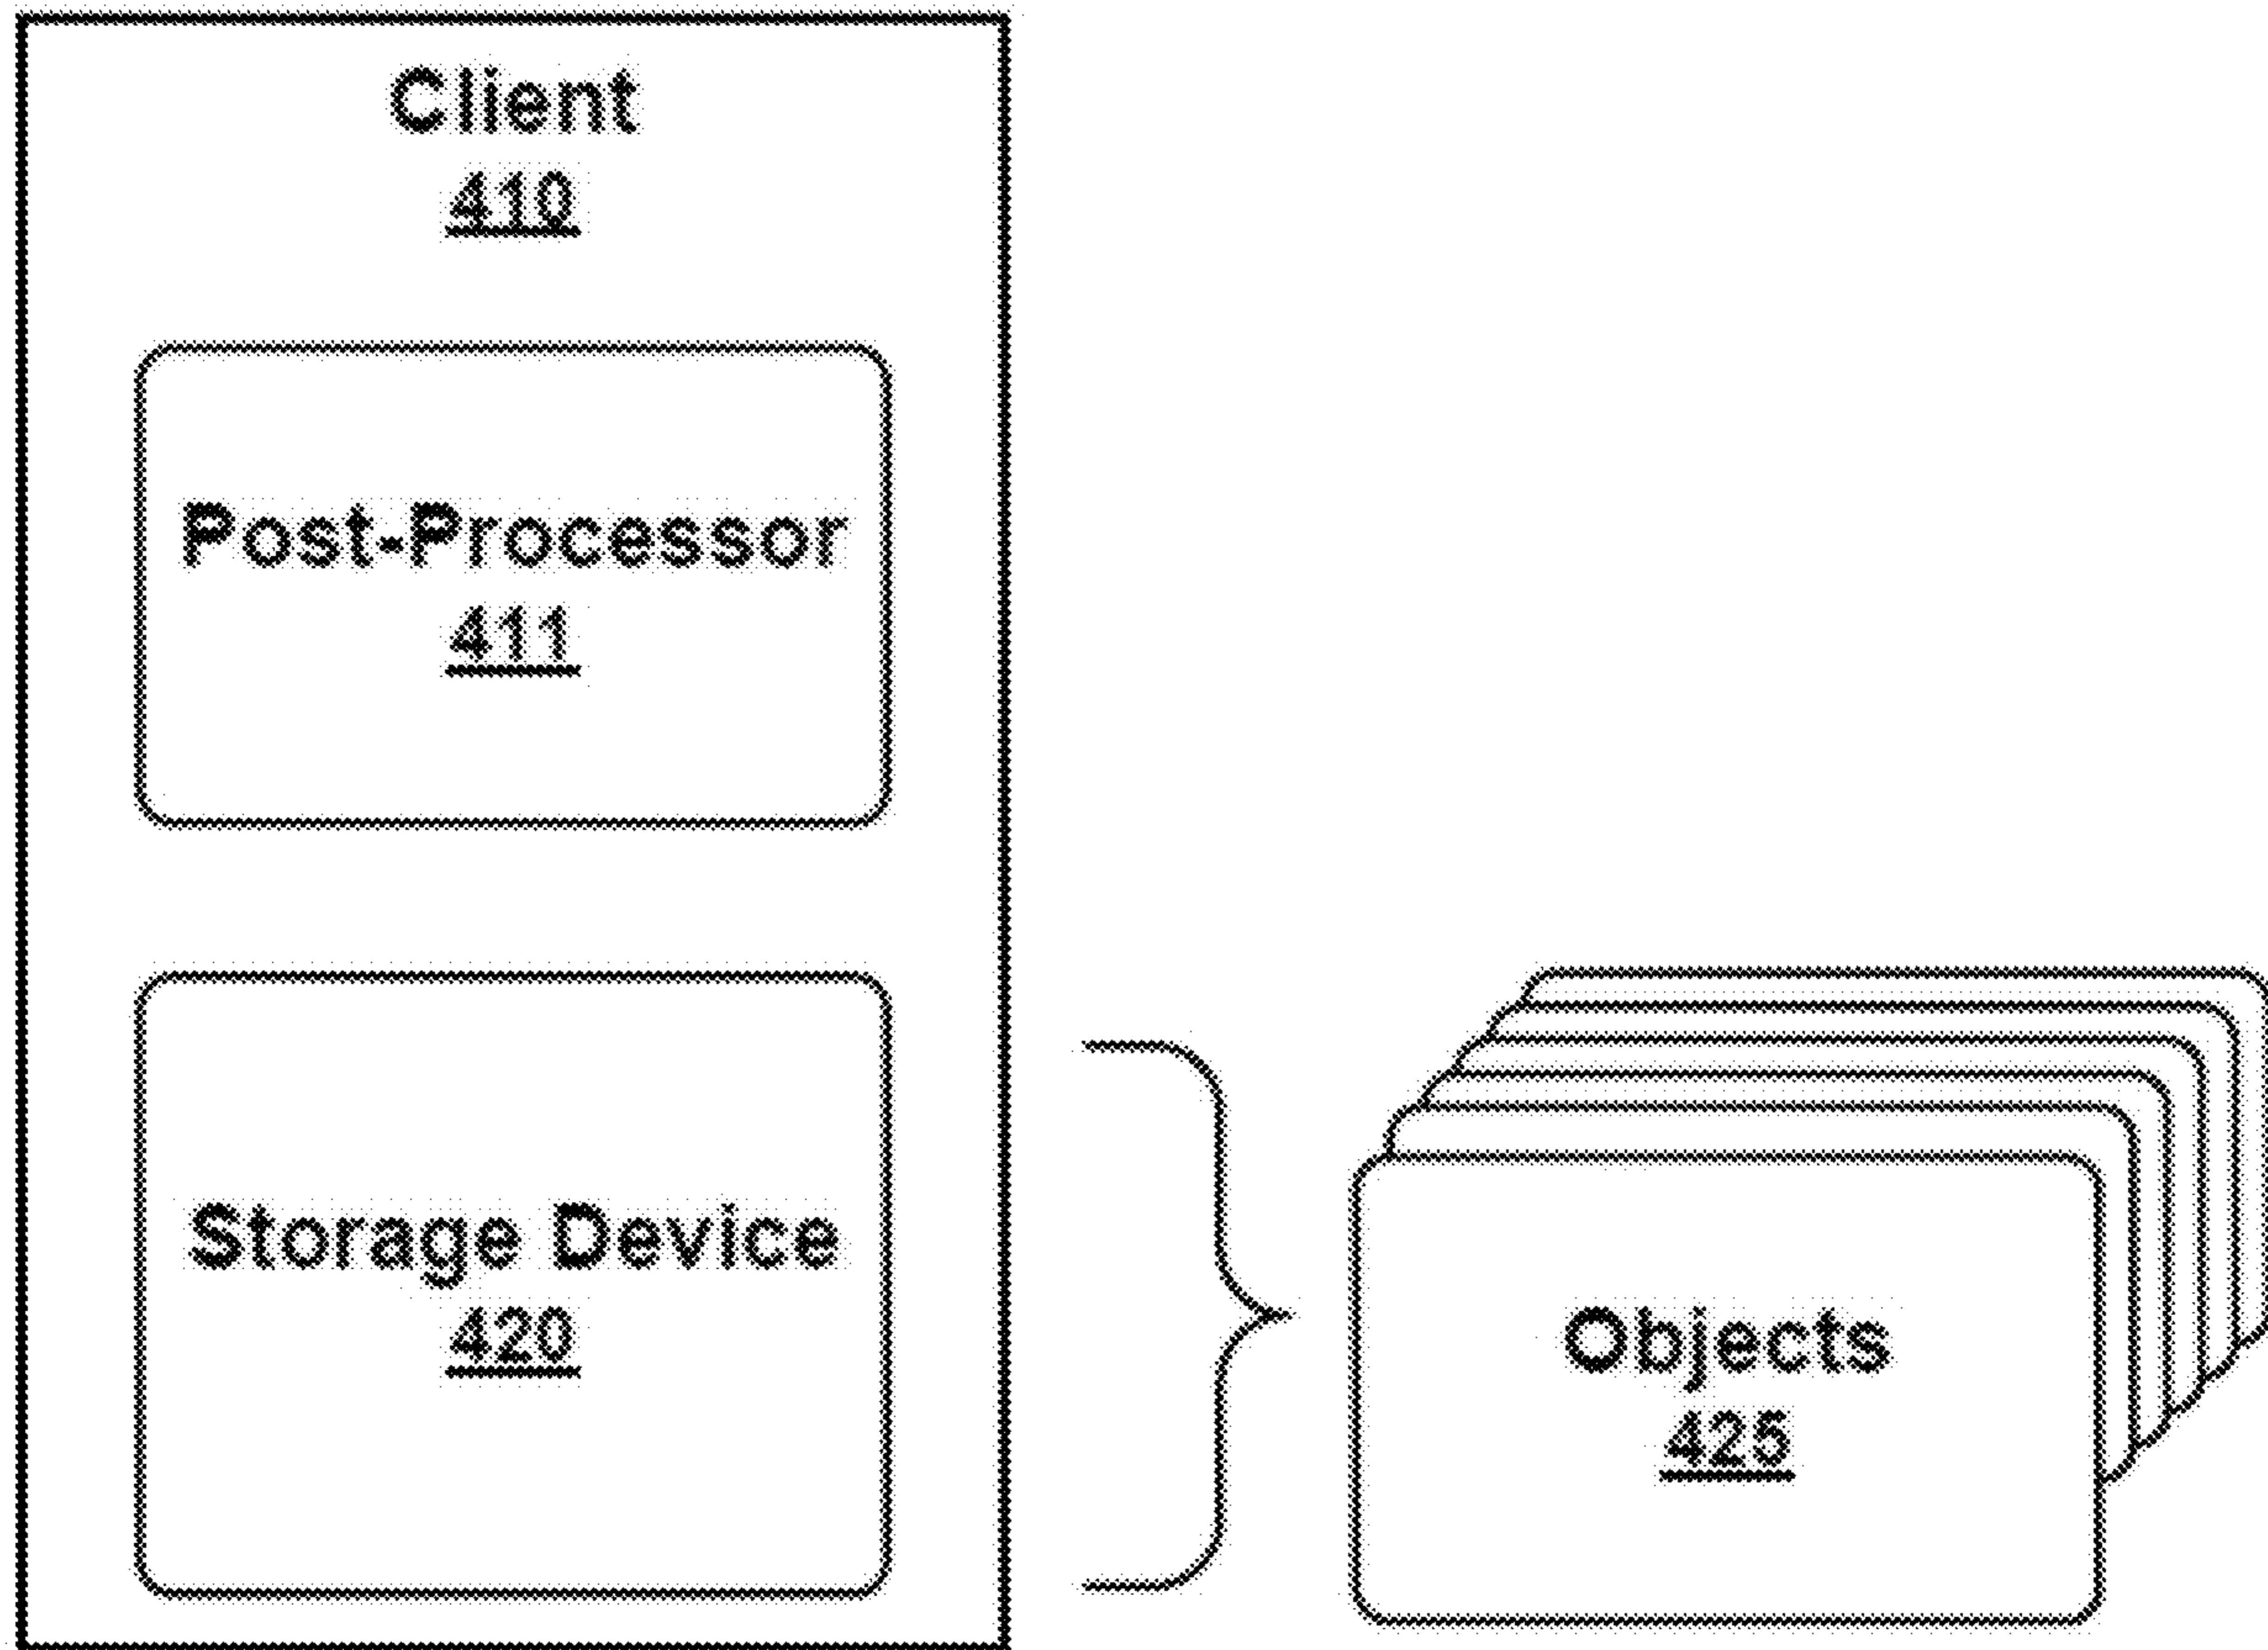 Client
410
Post-Processor
411
Storage Device
420
Objects
425